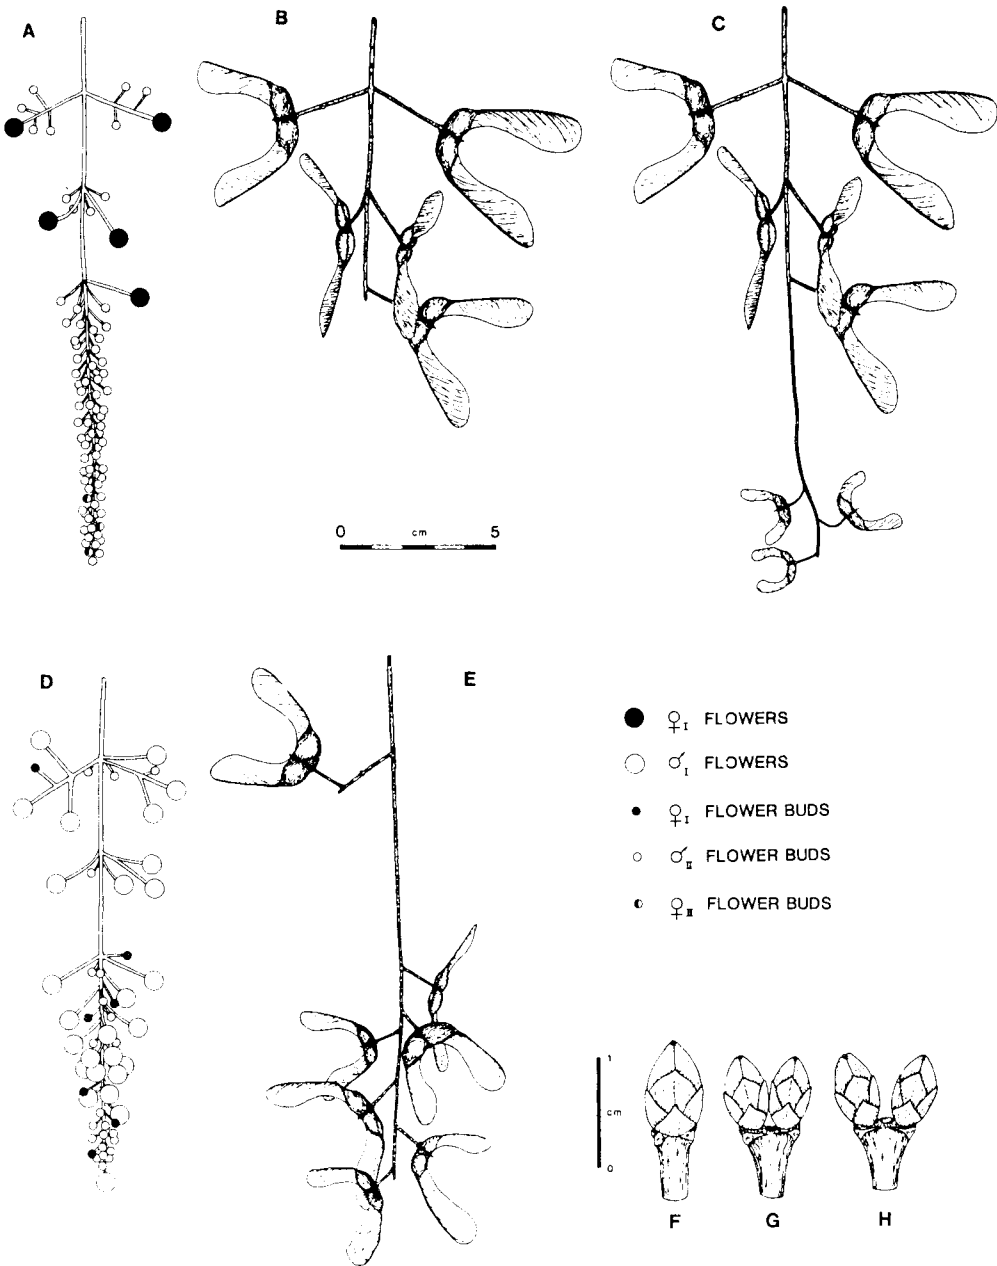 A
B
C
0 cm 5
D
E
♀I FLOWERS
♂I FLOWERS
♀I FLOWER BUDS
♂II FLOWER BUDS
♀II FLOWER BUDS
1
cm
0
F G H